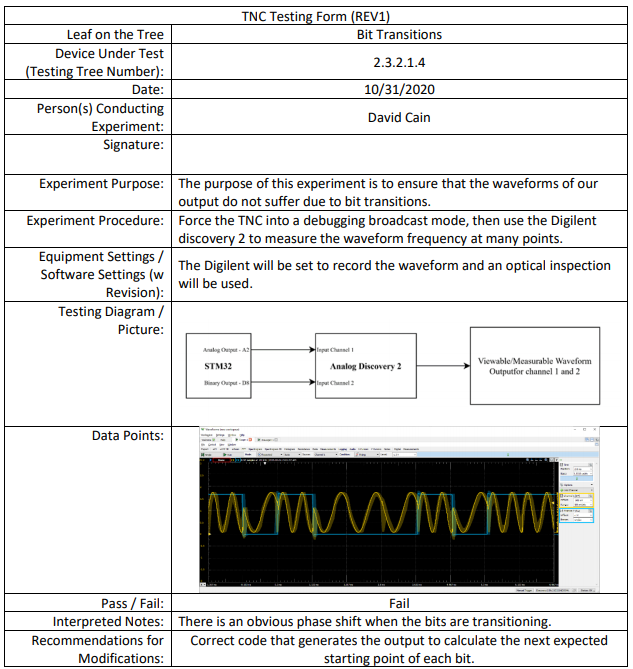 TNC Testing Form (REV1)
Leaf on the Tree
Bit Transitions
Device Under Test
(Testing Tree Number):
2.3.2.1.4
Date:
10/31/2020
Person(s) Conducting
Experiment:
David Cain
Signature:
Experiment Purpose:
The purpose of this experiment is to ensure that the waveforms of our
output do not suffer due to bit transitions.
Experiment Procedure:
Force the TNC into a debugging broadcast mode, then use the Digilent
discovery 2 to measure the waveform frequency at many points.
Equipment Settings /
Software Settings (w
Revision):
The Digilent will be set to record the waveform and an optical inspection
will be used.
Testing Diagram /
Picture:
Analog Output - A2
STM32
Binary Output - D8
Input Channel 1
Analog Discovery 2
Input Channel 2
Viewable/Measurable Waveform
Outputfor channel 1 and 2
Data Points:
Pass / Fail:
Fail
Interpreted Notes:
There is an obvious phase shift when the bits are transitioning.
Recommendations for
Modifications:
Correct code that generates the output to calculate the next expected
starting point of each bit.